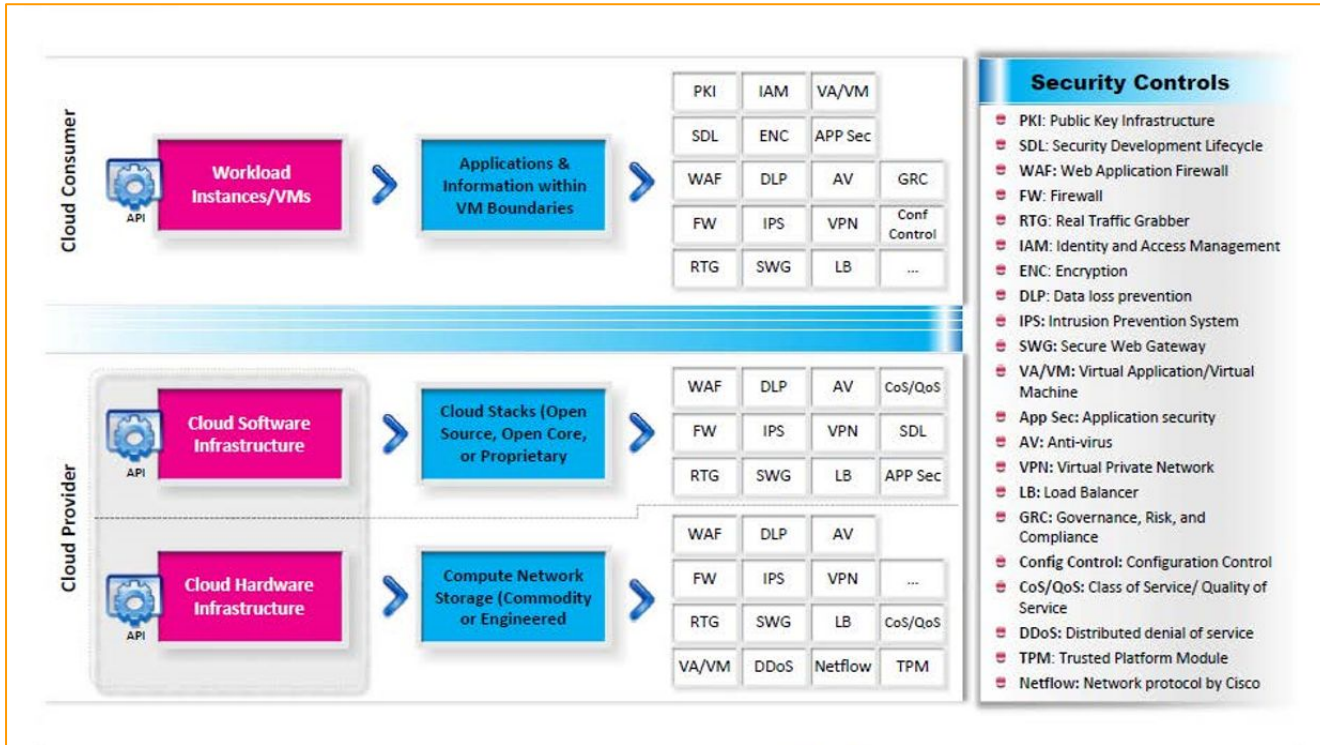 Cloud Consumer
API
Workload
Instances/VMs
Applications &
Information within
VM Boundaries
PKI
IAM
VA/VM
SDL
ENC
APP Sec
WAF
DLP
AV
GRC
FW
IPS
VPN
Conf
Control
RTG
SWG
LB
...
Cloud Provider
API
Cloud Software
Infrastructure
Cloud Stacks (Open
Source, Open Core,
or Proprietary
WAF
DLP
AV
CoS/QoS
FW
IPS
VPN
SDL
RTG
SWG
LB
APP Sec
API
Cloud Hardware
Infrastructure
Compute Network
Storage (Commodity
or Engineered
WAF
DLP
AV
FW
IPS
VPN
...
RTG
SWG
LB
CoS/QoS
VA/VM
DDoS
Netflow
TPM
Security Controls
PKI: Public Key Infrastructure
SDL: Security Development Lifecycle
WAF: Web Application Firewall
FW: Firewall
RTG: Real Traffic Grabber
IAM: Identity and Access Management
ENC: Encryption
DLP: Data loss prevention
IPS: Intrusion Prevention System
SWG: Secure Web Gateway
VA/VM: Virtual Application/Virtual
Machine
App Sec: Application security
AV: Anti-virus
VPN: Virtual Private Network
LB: Load Balancer
GRC: Governance, Risk, and
Compliance
Config Control: Configuration Control
CoS/QoS: Class of Service/ Quality of
Service
DDoS: Distributed denial of service
TPM: Trusted Platform Module
Netflow: Network protocol by Cisco